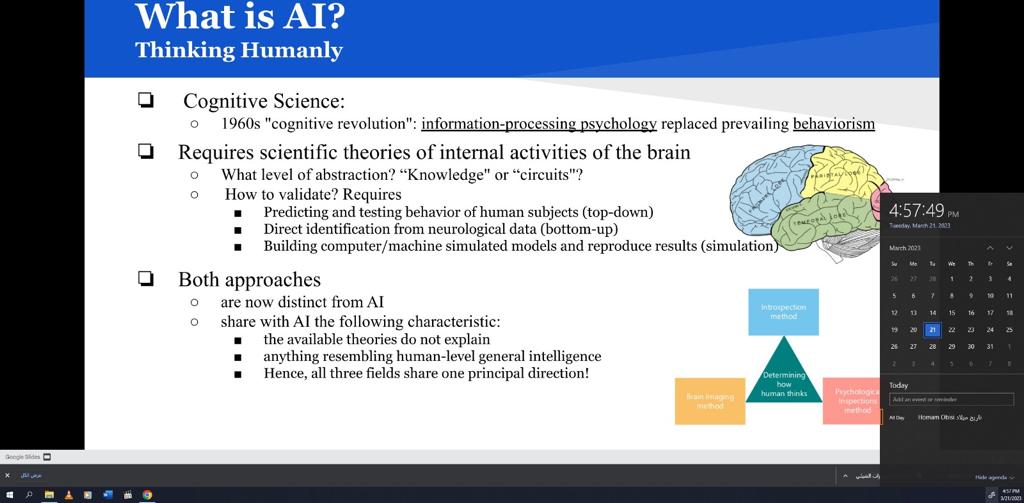 What is AI?
Thinking Humanly
Cognitive Science:
1960s "cognitive revolution": information-processing psychology replaced prevailing behaviorism
Requires scientific theories of internal activities of the brain
What level of abstraction? “Knowledge" or “circuits"?
How to validate? Requires
Predicting and testing behavior of human subjects (top-down)
Direct identification from neurological data (bottom-up)
Building computer/machine simulated models and reproduce results (simulation)
Both approaches
are now distinct from AI
share with AI the following characteristic:
the available theories do not explain
anything resembling human-level general intelligence
Hence, all three fields share one principal direction!
PARIETAL LOBE
TEMPORAL LOBE
Introspection
method
Determining
how
human thinks
Brain Imaging
method
Psychologica
Inspections
method
4:57:49 PM
Tuesday, March 21, 2023
March 2023
Su Mo Tu We Th Fr Sa
26 27 28 1 2 3 4
5 6 7 8 9 10 11
12 13 14 15 16 17 18
19 20 21 22 23 24 25
26 27 28 29 30 31 1
2 3 4 5 6 7 8
Today
Add an event or reminder
All Day Homam Obisi تاريخ ميلاد
Hide agenda
Google Slides
عرض الكل
4:57 PM
3/21/2023